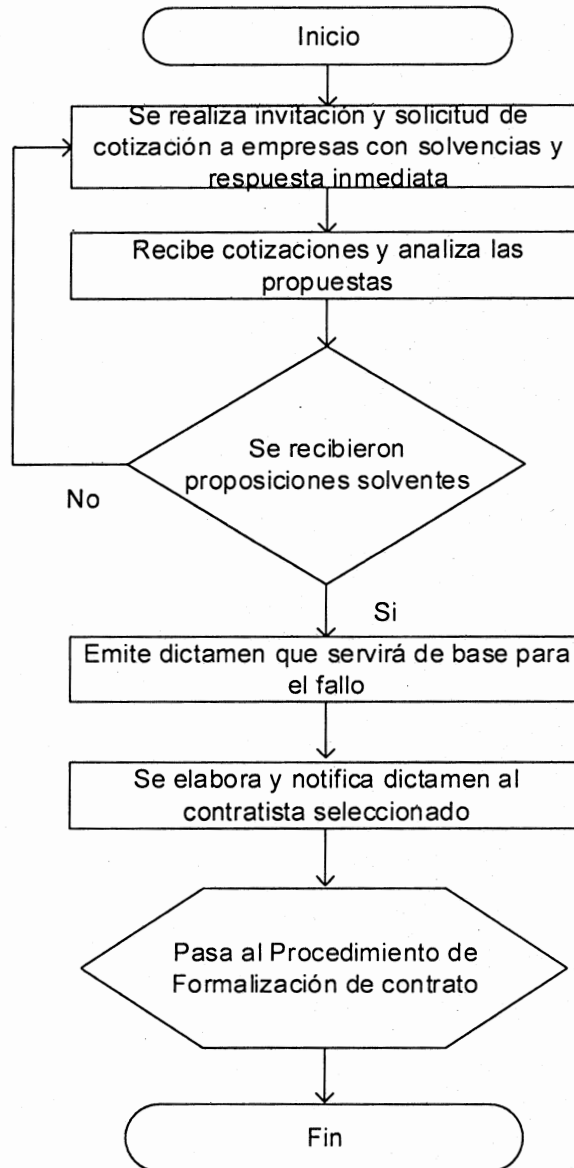 Inicio
Se realiza invitación y solicitud de
cotización a empresas con solvencias y
respuesta inmediata
Recibe cotizaciones y analiza las
propuestas
Se recibieron
proposiciones solventes
No
Si
Emite dictamen que servirá de base para
el fallo
Se elabora y notifica dictamen al
contratista seleccionado
Pasa al Procedimiento de
Formalización de contrato
Fin